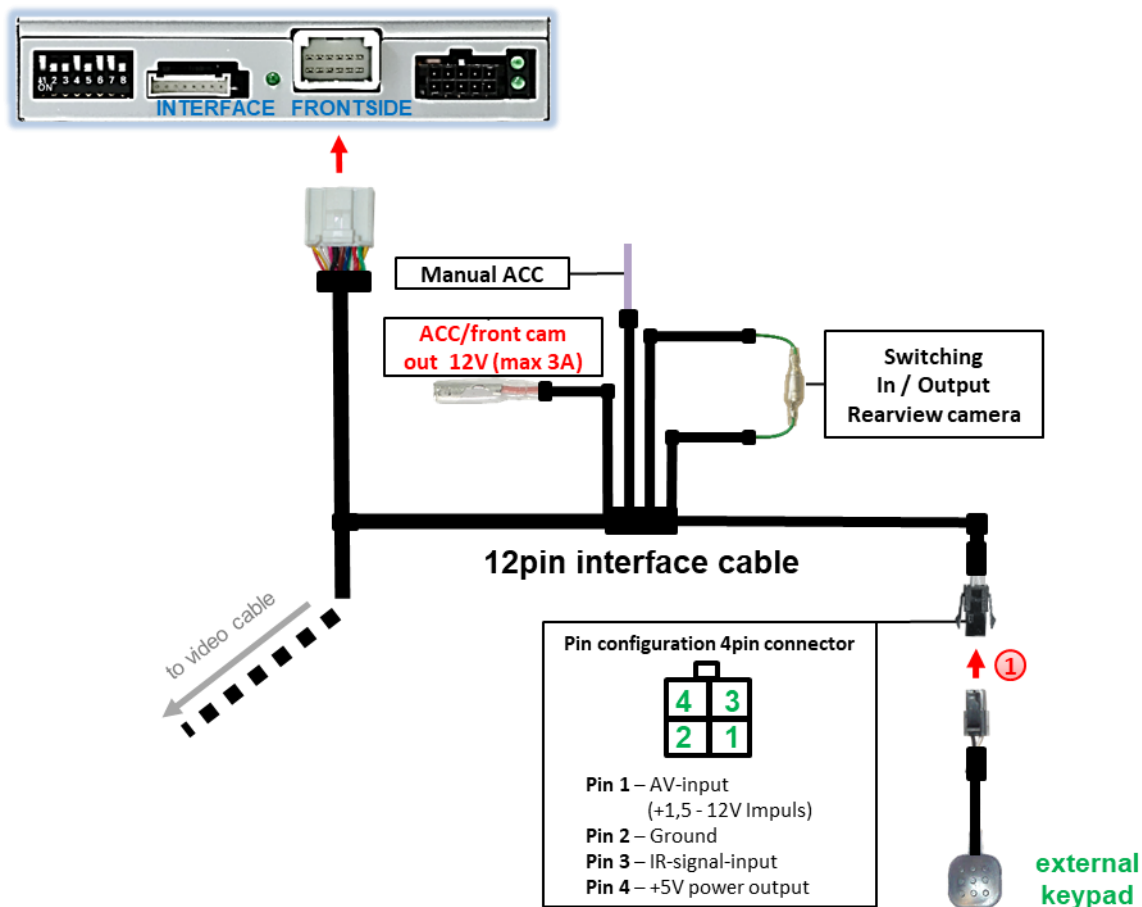 1 2 3 4 5 6 7 8
ON
INTERFACE FRONTSIDE
Manual ACC
ACC/front cam
out 12V (max 3A)
Switching
In / Output
Rearview camera
12pin interface cable
to video cable
Pin configuration 4pin connector
4 3
2 1
Pin 1 – AV-input
(+1,5 - 12V Impuls)
Pin 2 – Ground
Pin 3 – IR-signal-input
Pin 4 – +5V power output
1
external
keypad